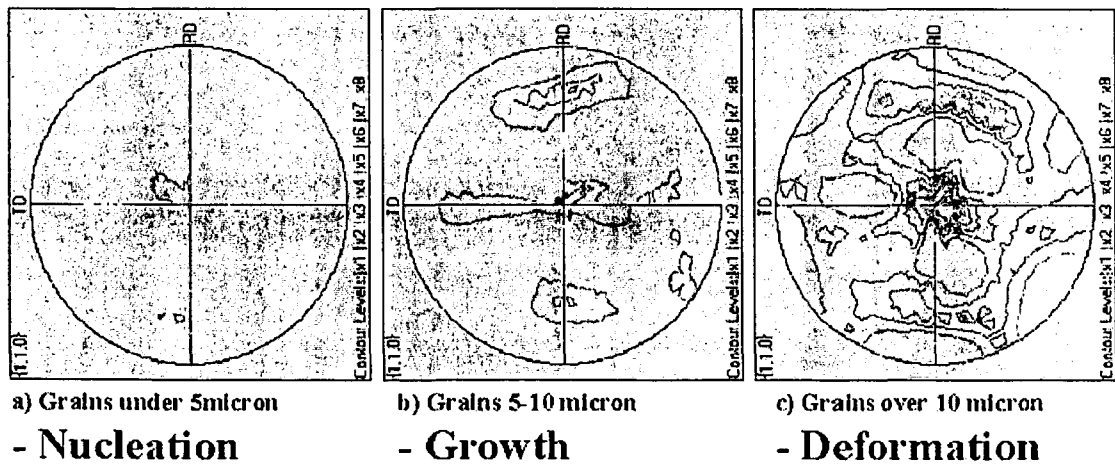 RD
TD
{1,1,0}
Contour Levels:|x1 |x2 |x3 |x4 |x5 |x6 |x7 x8
RD
TD
{1,1,0}
Contour Levels:|x1 |x2 |x3 |x4 |x5 |x6 |x7 x8
RD
TD
{1,1,0}
Contour Levels:|x1 |x2 |x3 |x4 |x5 |x6 |x7 x8
a) Grains under 5micron
b) Grains 5-10 micron
c) Grains over 10 micron
- Nucleation
- Growth
- Deformation